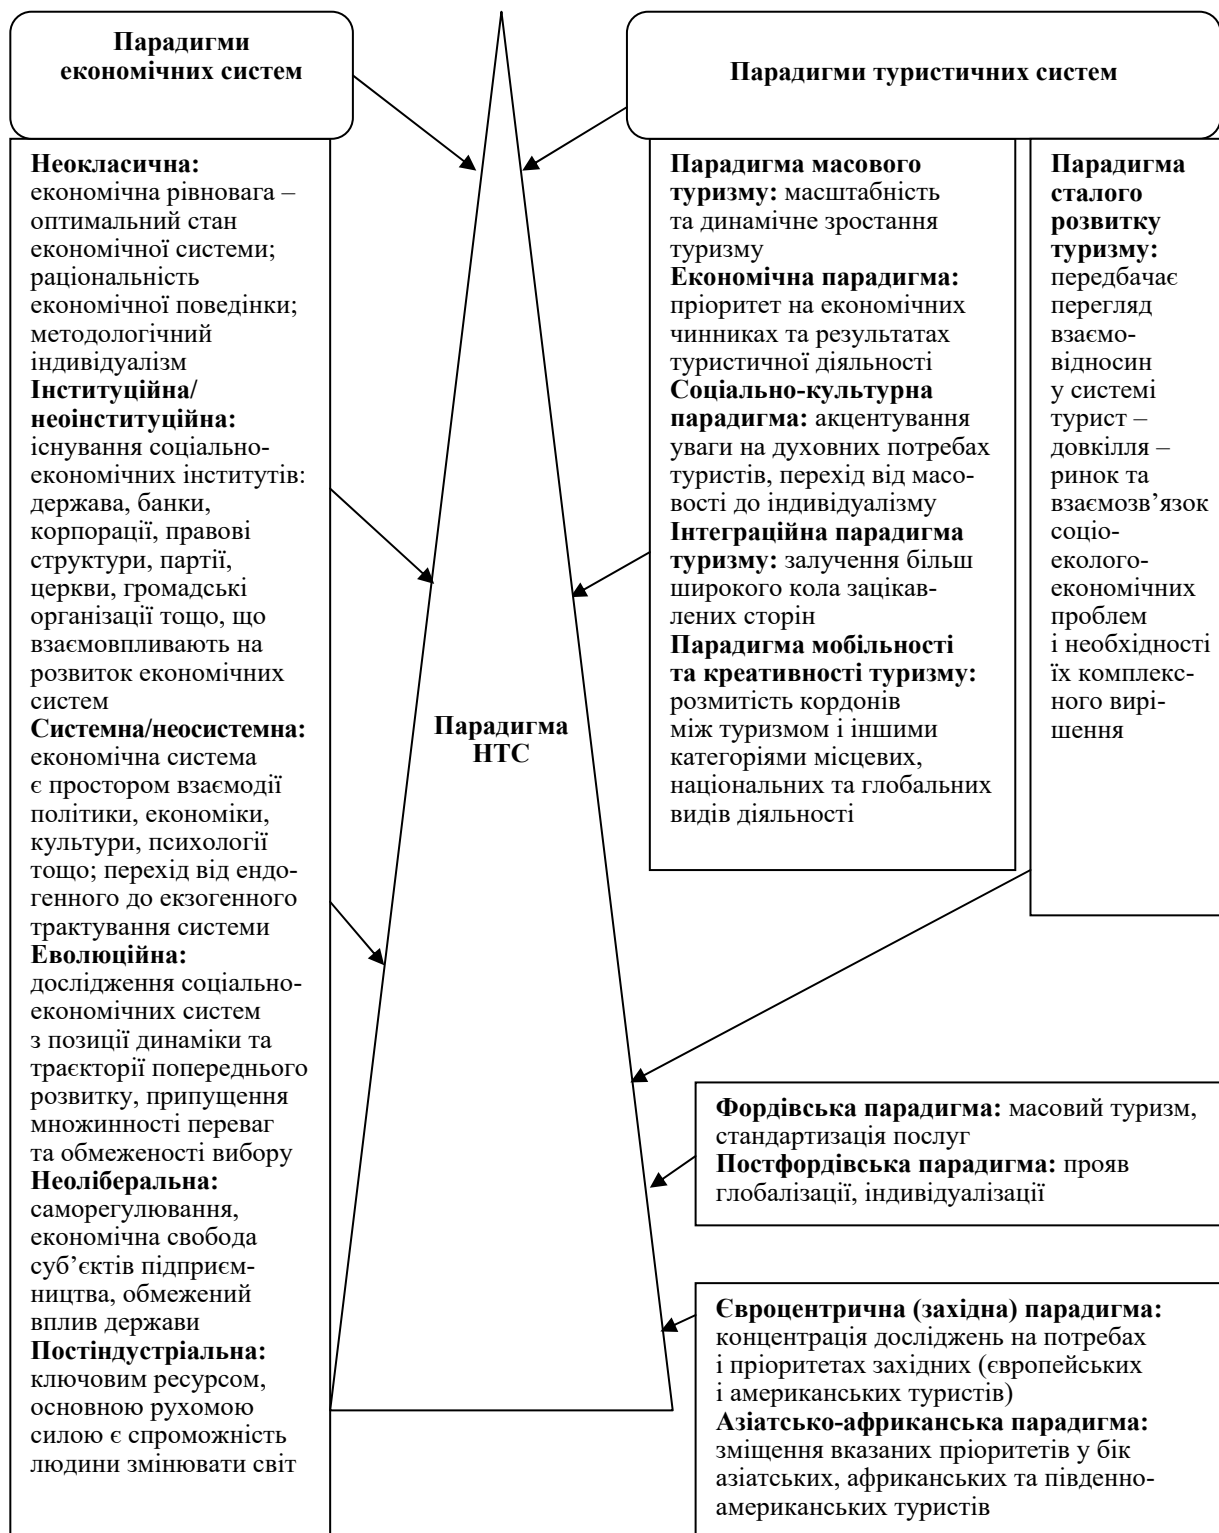 Парадигми
економічних систем
Парадигми туристичних систем
Неокласична:
економічна рівновага –
оптимальний стан
економічної системи;
раціональність
економічної поведінки;
методологічний
індивідуалізм
Інституційна/
неоінституційна:
існування соціально-
економічних інститутів:
держава, банки,
корпорації, правові
структури, партії,
церкви, громадські
організації тощо, що
взаємовпливають на
розвиток економічних
систем
Системна/неосистемна:
економічна система
є простором взаємодії
політики, економіки,
культури, психології
тощо; перехід від ендо-
генного до екзогенного
трактування системи
Еволюційна:
дослідження соціально-
економічних систем
з позиції динаміки та
траєкторії попереднього
розвитку, припущення
множинності переваг
та обмеженості вибору
Неоліберальна:
саморегулювання,
економічна свобода
суб’єктів підприєм-
ництва, обмежений
вплив держави
Постіндустріальна:
ключовим ресурсом,
основною рухомою
силою є спроможність
людини змінювати світ
Парадигма
НТС
Парадигма масового
туризму: масштабність
та динамічне зростання
туризму
Економічна парадигма:
пріоритет на економічних
чинниках та результатах
туристичної діяльності
Соціально-культурна
парадигма: акцентування
уваги на духовних потребах
туристів, перехід від масо-
вості до індивідуалізму
Інтеграційна парадигма
туризму: залучення більш
широкого кола зацікав-
лених сторін
Парадигма мобільності
та креативності туризму:
розмитість кордонів
між туризмом і іншими
категоріями місцевих,
національних та глобальних
видів діяльності
Парадигма
сталого
розвитку
туризму:
передбачає
перегляд
взаємо-
відносин
у системі
турист –
довкілля –
ринок та
взаємозв’язок
соціо-
еколого-
економічних
проблем
і необхідності
їх комплекс-
ного вирі-
шення
Фордівська парадигма: масовий туризм,
стандартизація послуг
Постфордівська парадигма: прояв
глобалізації, індивідуалізації
Євроцентрична (західна) парадигма:
концентрація досліджень на потребах
і пріоритетах західних (європейських
і американських туристів)
Азіатсько-африканська парадигма:
зміщення вказаних пріоритетів у бік
азіатських, африканських та південно-
американських туристів